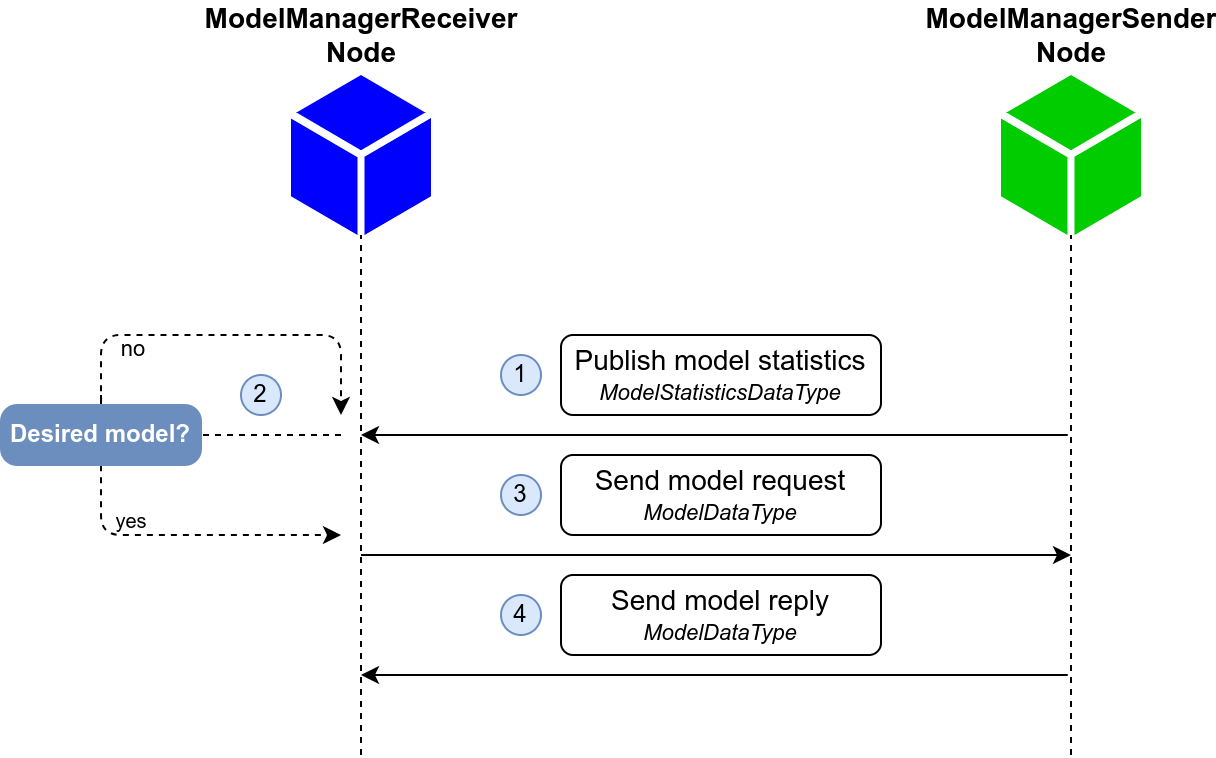 ModelManagerReceiver
Node
ModelManagerSender
Node
no
2
Desired model?
yes
1
Publish model statistics
ModelStatisticsDataType
3
Send model request
ModelDataType
4
Send model reply
ModelDataType